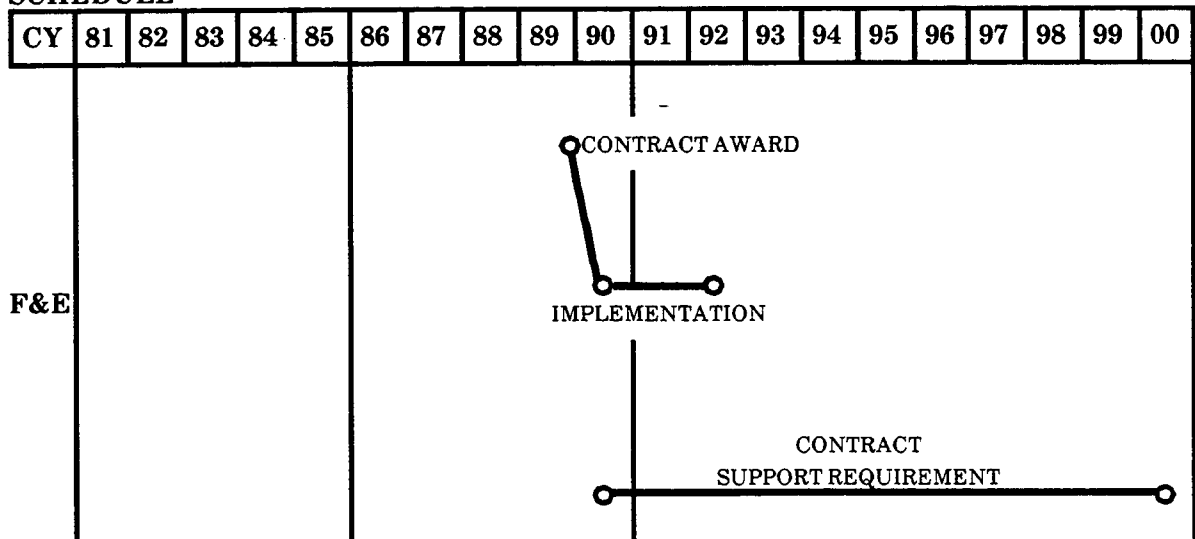 SCHEDULE
CY 81 82 83 84 85 86 87 88 89 90 91 92 93 94 95 96 97 98 99 00
CONTRACT AWARD
F&E
IMPLEMENTATION
CONTRACT
SUPPORT REQUIREMENT